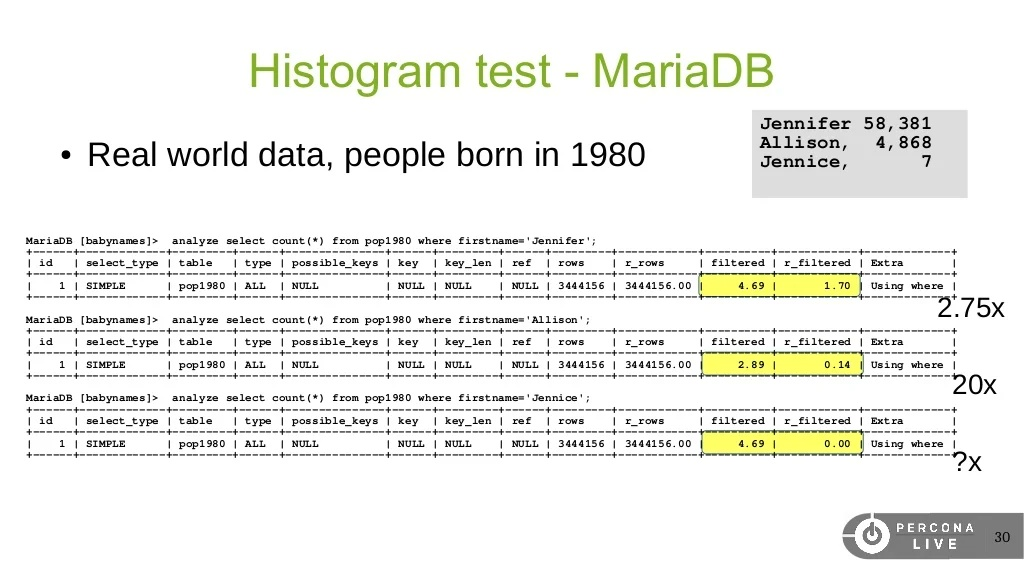 Histogram test - MariaDB
Jennifer 58,381
Allison, 4,868
Jennice, 7
• Real world data, people born in 1980
MariaDB [babynames]> analyze select count(*) from pop1980 where firstname='Jennifer';
| id | select_type | table | type | possible_keys | key | key_len | ref | rows | r_rows | filtered | r_filtered | Extra |
| 1 | SIMPLE | pop1980 | ALL | NULL | NULL | NULL | NULL | 3444156 | 3444156.00 | 4.69 | 1.70 | Using where |
2.75x
MariaDB [babynames]> analyze select count(*) from pop1980 where firstname='Allison';
| id | select_type | table | type | possible_keys | key | key_len | ref | rows | r_rows | filtered | r_filtered | Extra |
| 1 | SIMPLE | pop1980 | ALL | NULL | NULL | NULL | NULL | 3444156 | 3444156.00 | 2.89 | 0.14 | Using where |
20x
MariaDB [babynames]> analyze select count(*) from pop1980 where firstname='Jennice';
| id | select_type | table | type | possible_keys | key | key_len | ref | rows | r_rows | filtered | r_filtered | Extra |
| 1 | SIMPLE | pop1980 | ALL | NULL | NULL | NULL | NULL | 3444156 | 3444156.00 | 4.69 | 0.00 | Using where |
?x
PERCONA
LIVE
30